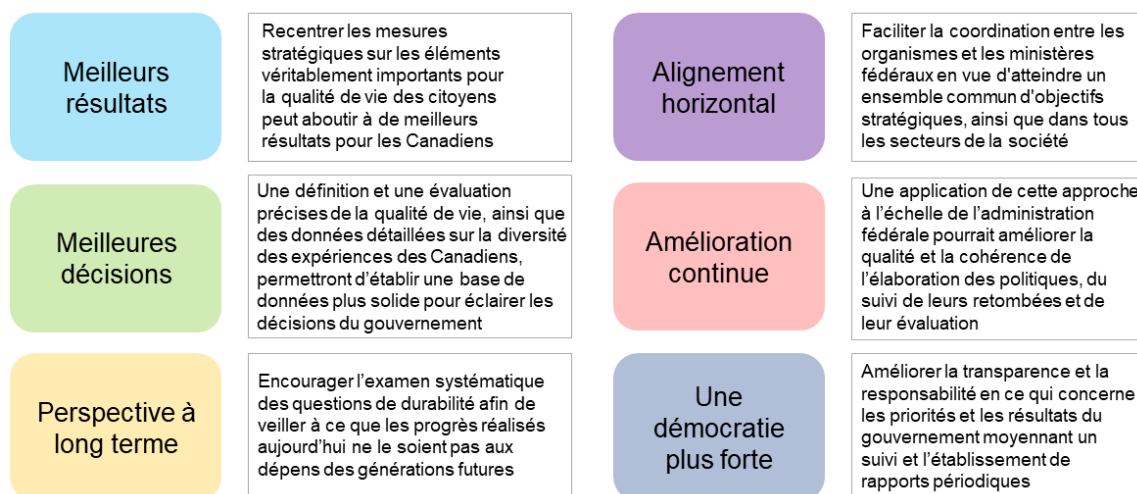 Meilleurs
résultats
Recentrer les mesures
stratégiques sur les éléments
véritablement importants pour
la qualité de vie des citoyens
peut aboutir à de meilleurs
résultats pour les Canadiens
Alignement
horizontal
Faciliter la coordination entre les
organismes et les ministères
fédéraux en vue d'atteindre un
ensemble commun d'objectifs
stratégiques, ainsi que dans tous
les secteurs de la société
Meilleures
décisions
Une définition et une évaluation
précises de la qualité de vie, ainsi que
des données détaillées sur la diversité
des expériences des Canadiens,
permettront d’établir une base de
données plus solide pour éclairer les
décisions du gouvernement
Amélioration
continue
Une application de cette approche
à l’échelle de l’administration
fédérale pourrait améliorer la
qualité et la cohérence de
l’élaboration des politiques, du
suivi de leurs retombées et de
leur évaluation
Perspective à
long terme
Encourager l’examen systématique
des questions de durabilité afin de
veiller à ce que les progrès réalisés
aujourd’hui ne le soient pas aux
dépens des générations futures
Une
démocratie
plus forte
Améliorer la transparence et la
responsabilité en ce qui concerne
les priorités et les résultats du
gouvernement moyennant un
suivi et l’établissement de
rapports périodiques